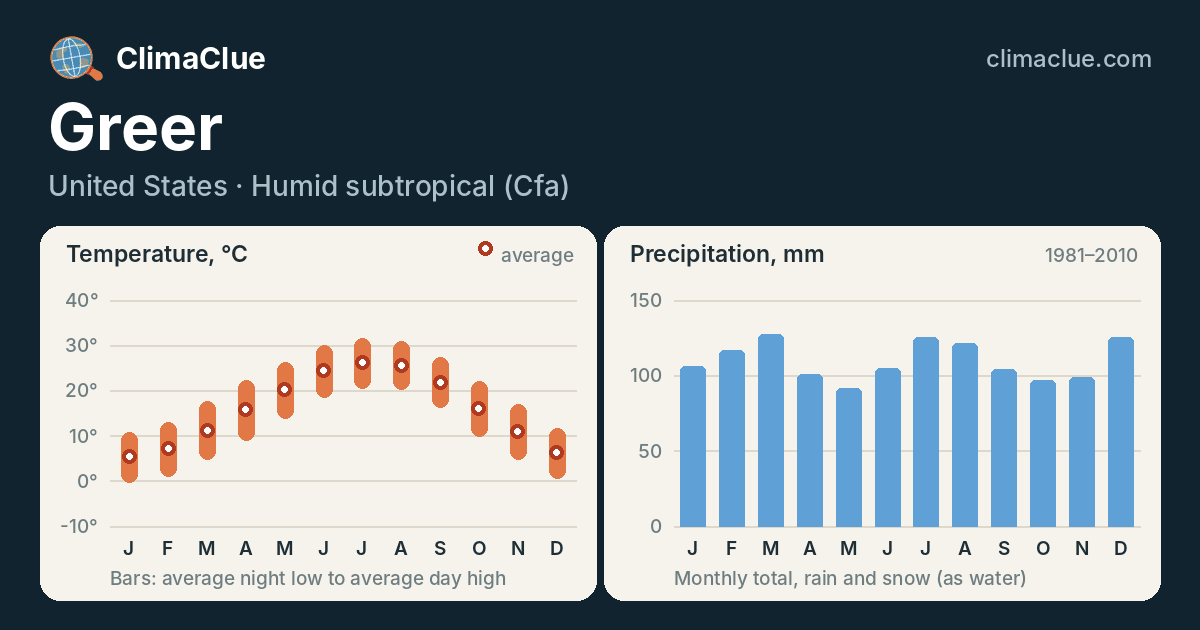 ClimaClue
climaclue.com
Greer
United States · Humid subtropical (Cfa)
Temperature, °C
average
40°
30°
20°
10°
0°
-10°
J F M A M J J A S O N D
Bars: average night low to average day high
Precipitation, mm
1981–2010
150
100
50
0
J F M A M J J A S O N D
Monthly total, rain and snow (as water)